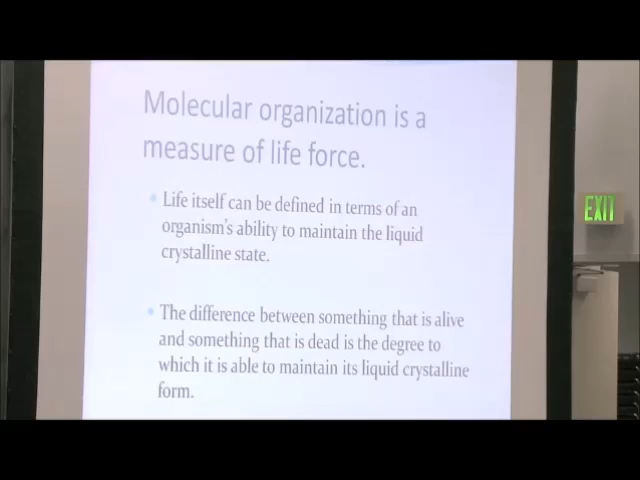 Molecular organization is a
measure of life force.
Life itself can be defined in terms of an
organism's ability to maintain the liquid
crystalline state.
The difference between something that is alive
and something that is dead is the degree to
which it is able to maintain its liquid crystalline
form.
EXIT